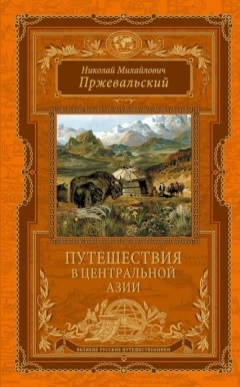 Николай Михайлович
Пржевальский
ПУТЕШЕСТВИЯ
В ЦЕНТРАЛЬНОЙ
АЗИИ
ВЕЛИКИЕ РУССКИЕ ПУТЕШЕСТВЕННИКИ